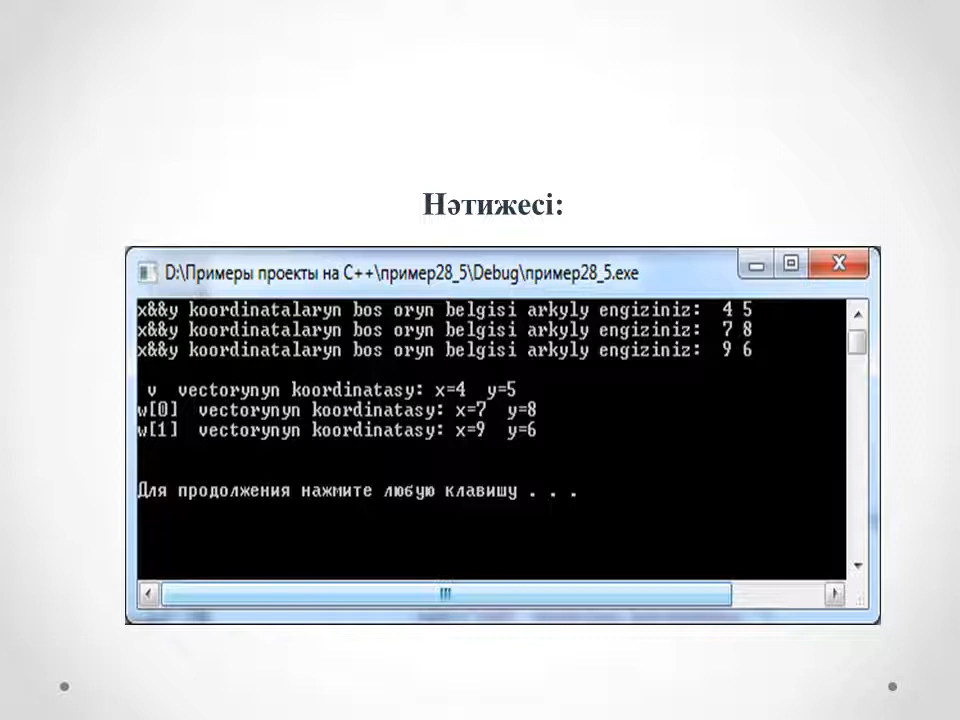 Нәтижесі:
D:\Примеры проекты на C++\пример28_5\Debug\пример28_5.exe
x&&y koordinatalaryn bos oryn belgisi arkyly engiziniz: 4 5
x&&y koordinatalaryn bos oryn belgisi arkyly engiziniz: 7 8
x&&y koordinatalaryn bos oryn belgisi arkyly engiziniz: 9 6
v vectorynyn koordinatasy: x=4 y=5
w[0] vectorynyn koordinatasy: x=7 y=8
w[1] vectorynyn koordinatasy: x=9 y=6
Для продолжения нажмите любую клавишу . . .